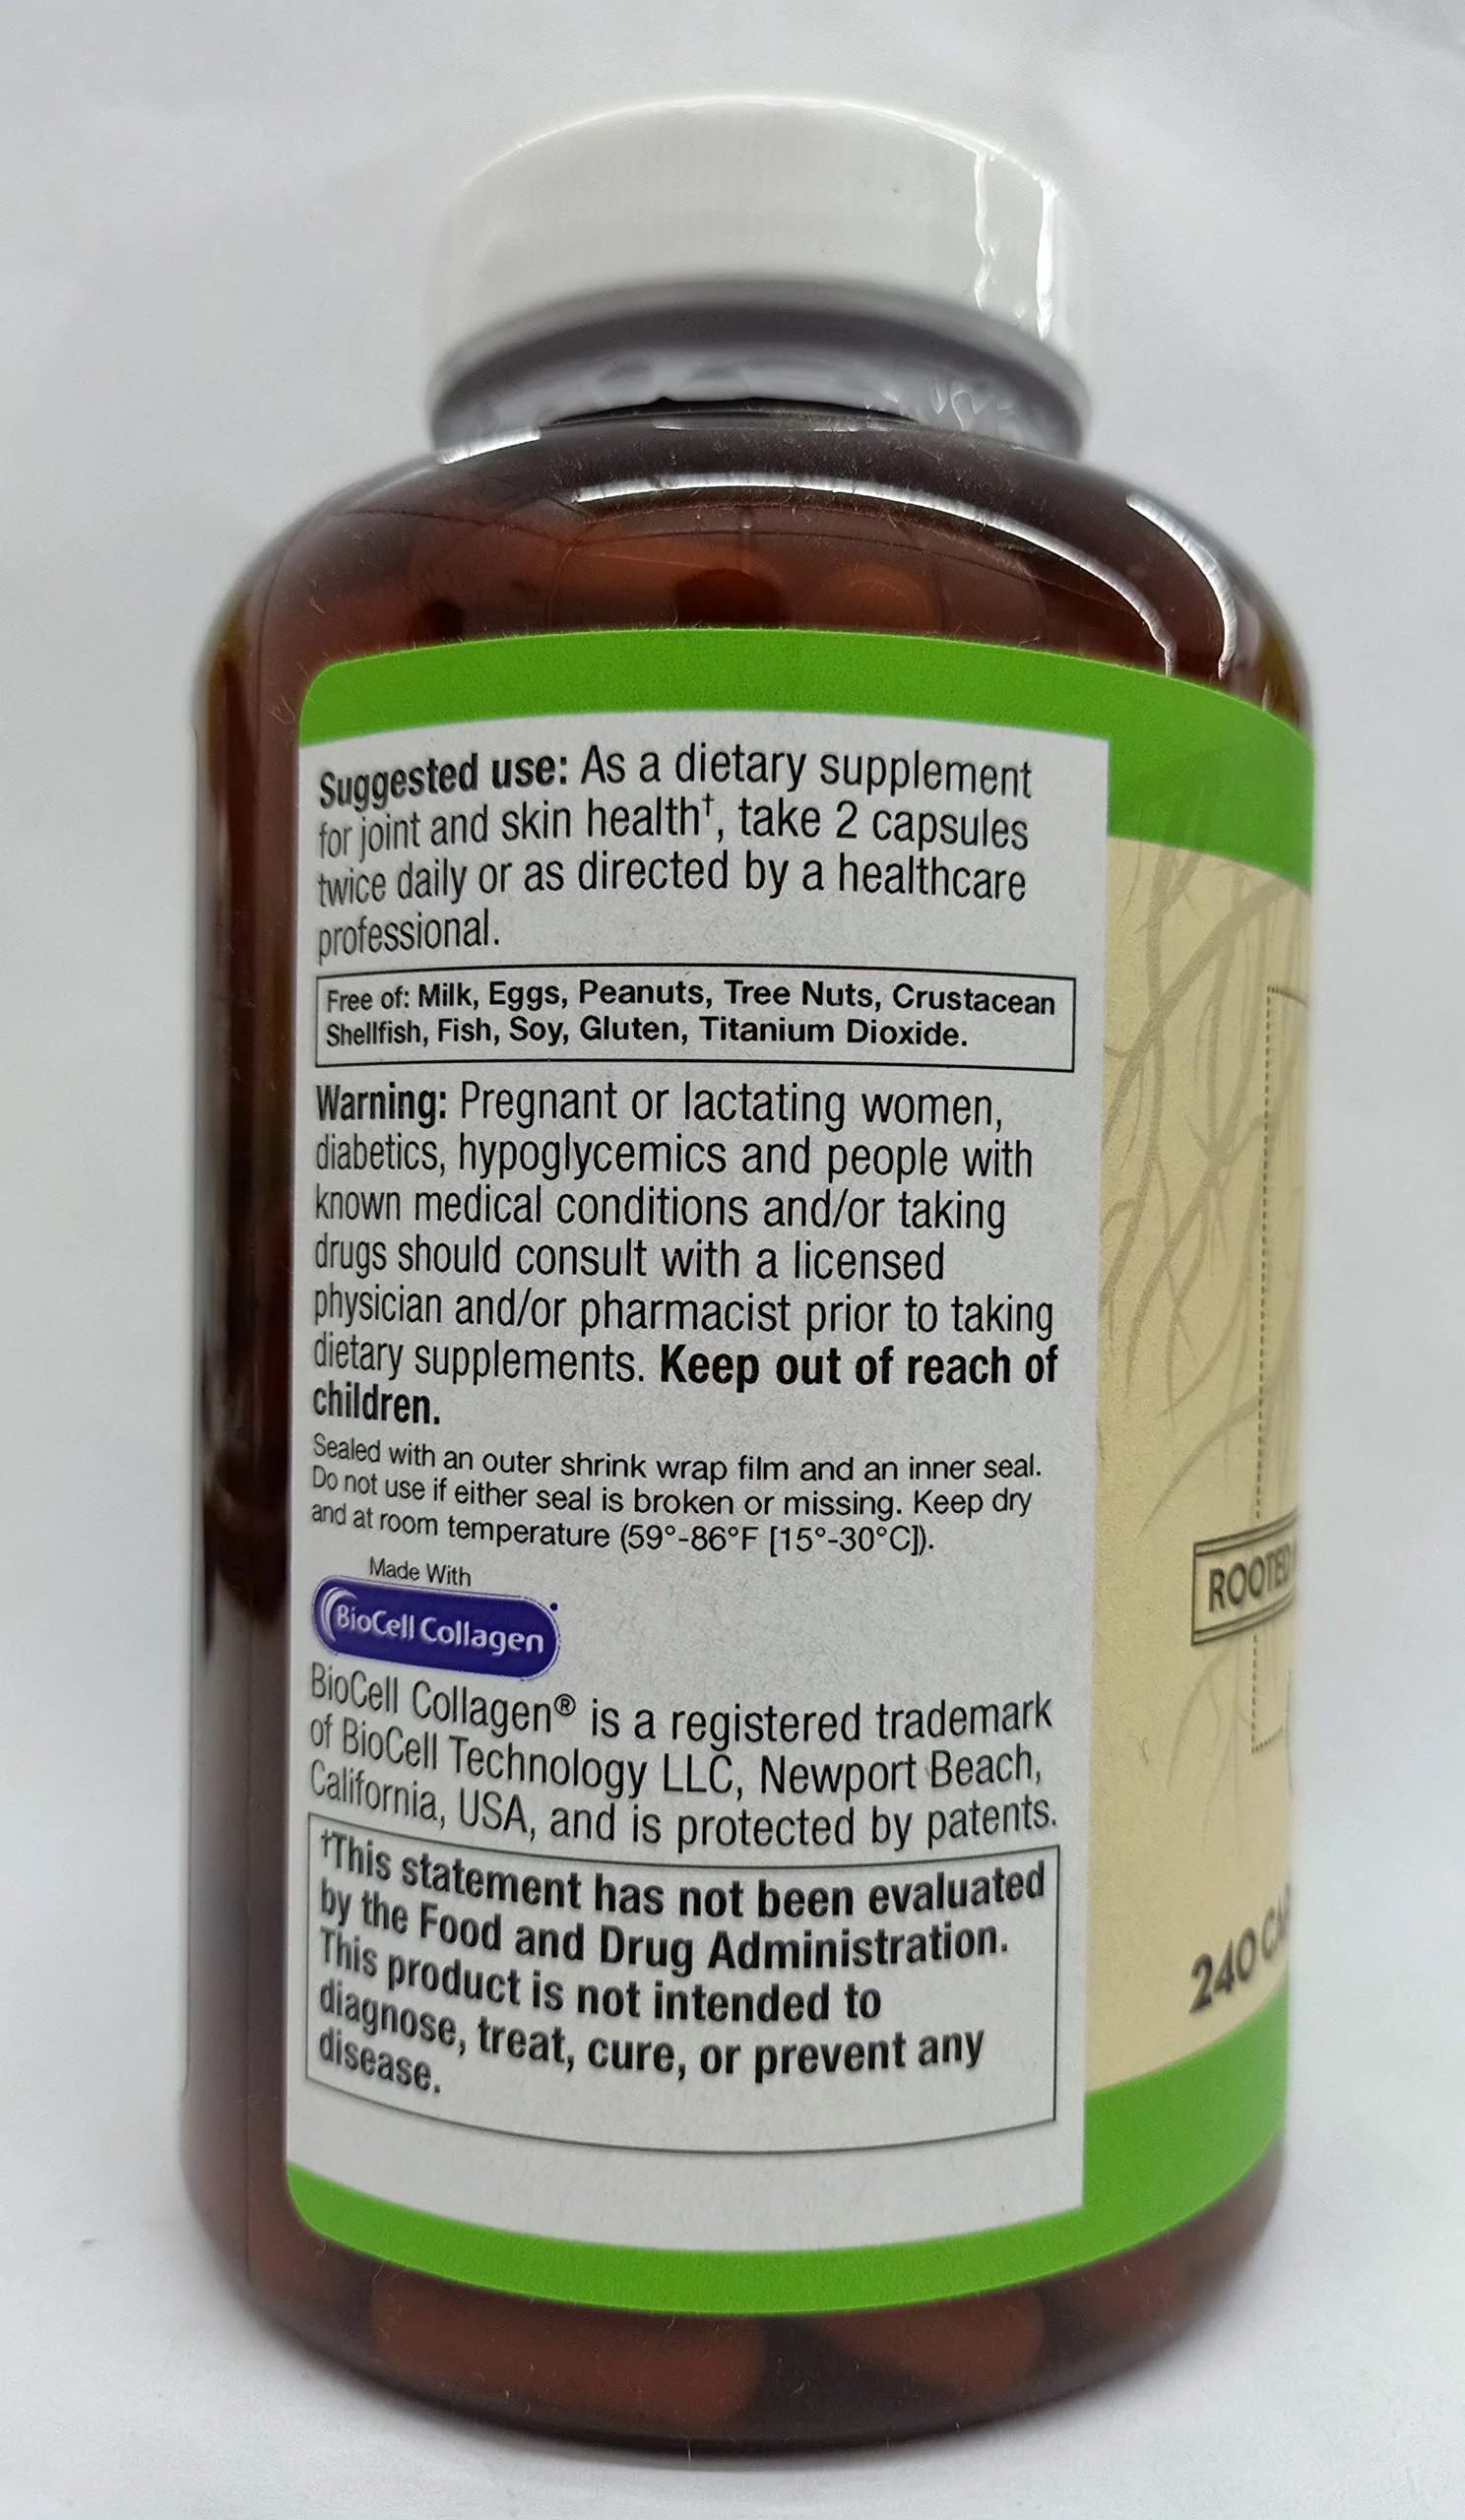 Suggested use: As a dietary supplement
for joint and skin health†, take 2 capsules
twice daily or as directed by a healthcare
professional.
Free of: Milk, Eggs, Peanuts, Tree Nuts, Crustacean
Shellfish, Fish, Soy, Gluten, Titanium Dioxide.
Warning: Pregnant or lactating women,
diabetics, hypoglycemics and people with
known medical conditions and/or taking
drugs should consult with a licensed
physician and/or pharmacist prior to taking
dietary supplements. Keep out of reach of
children.
Sealed with an outer shrink wrap film and an inner seal.
Do not use if either seal is broken or missing. Keep dry
and at room temperature (59°-86°F [15°-30°C]).
Made With
BioCell Collagen
BioCell Collagen® is a registered trademark
of BioCell Technology LLC, Newport Beach,
California, USA, and is protected by patents.
†This statement has not been evaluated
by the Food and Drug Administration.
This product is not intended to
diagnose, treat, cure, or prevent any
disease.
ROOTED
240